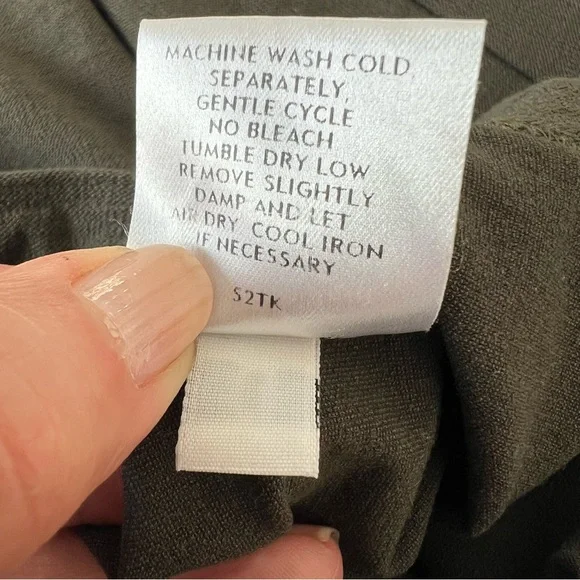 MACHINE WASH COLD
SEPARATELY,
GENTLE CYCLE
NO BLEACH
TUMBLE DRY LOW
REMOVE SLIGHTLY
DAMP AND LET
AIR DRY COOL IRON
IF NECESSARY
S2TK